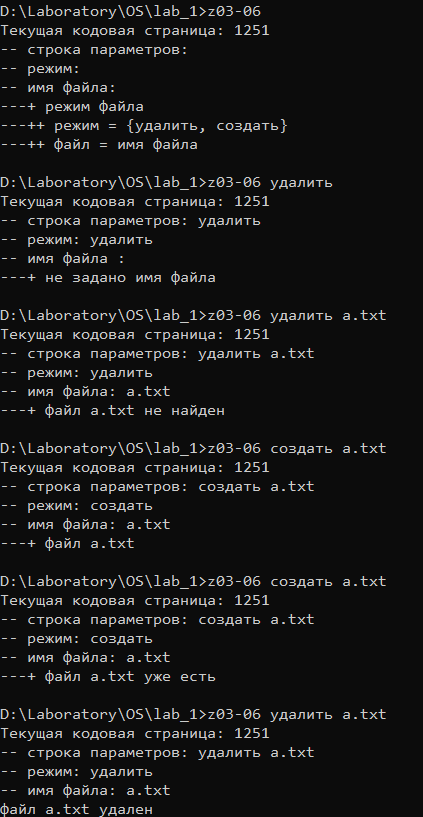 D:\Laboratory\OS\lab_1>z03-06
Текущая кодовая страница: 1251
-- строка параметров:
-- режим:
-- имя файла:
---+ режим файла
---++ режим = {удалить, создать}
---++ файл = имя файла
D:\Laboratory\OS\lab_1>z03-06 удалить
Текущая кодовая страница: 1251
-- строка параметров: удалить
-- режим: удалить
-- имя файла :
---+ не задано имя файла
D:\Laboratory\OS\lab_1>z03-06 удалить a.txt
Текущая кодовая страница: 1251
-- строка параметров: удалить a.txt
-- режим: удалить
-- имя файла: a.txt
---+ файл a.txt не найден
D:\Laboratory\OS\lab_1>z03-06 создать a.txt
Текущая кодовая страница: 1251
-- строка параметров: создать a.txt
-- режим: создать
-- имя файла: a.txt
---+ файл a.txt
D:\Laboratory\OS\lab_1>z03-06 создать a.txt
Текущая кодовая страница: 1251
-- строка параметров: создать a.txt
-- режим: создать
-- имя файла: a.txt
---+ файл a.txt уже есть
D:\Laboratory\OS\lab_1>z03-06 удалить a.txt
Текущая кодовая страница: 1251
-- строка параметров: удалить a.txt
-- режим: удалить
-- имя файла: a.txt
файл a.txt удален